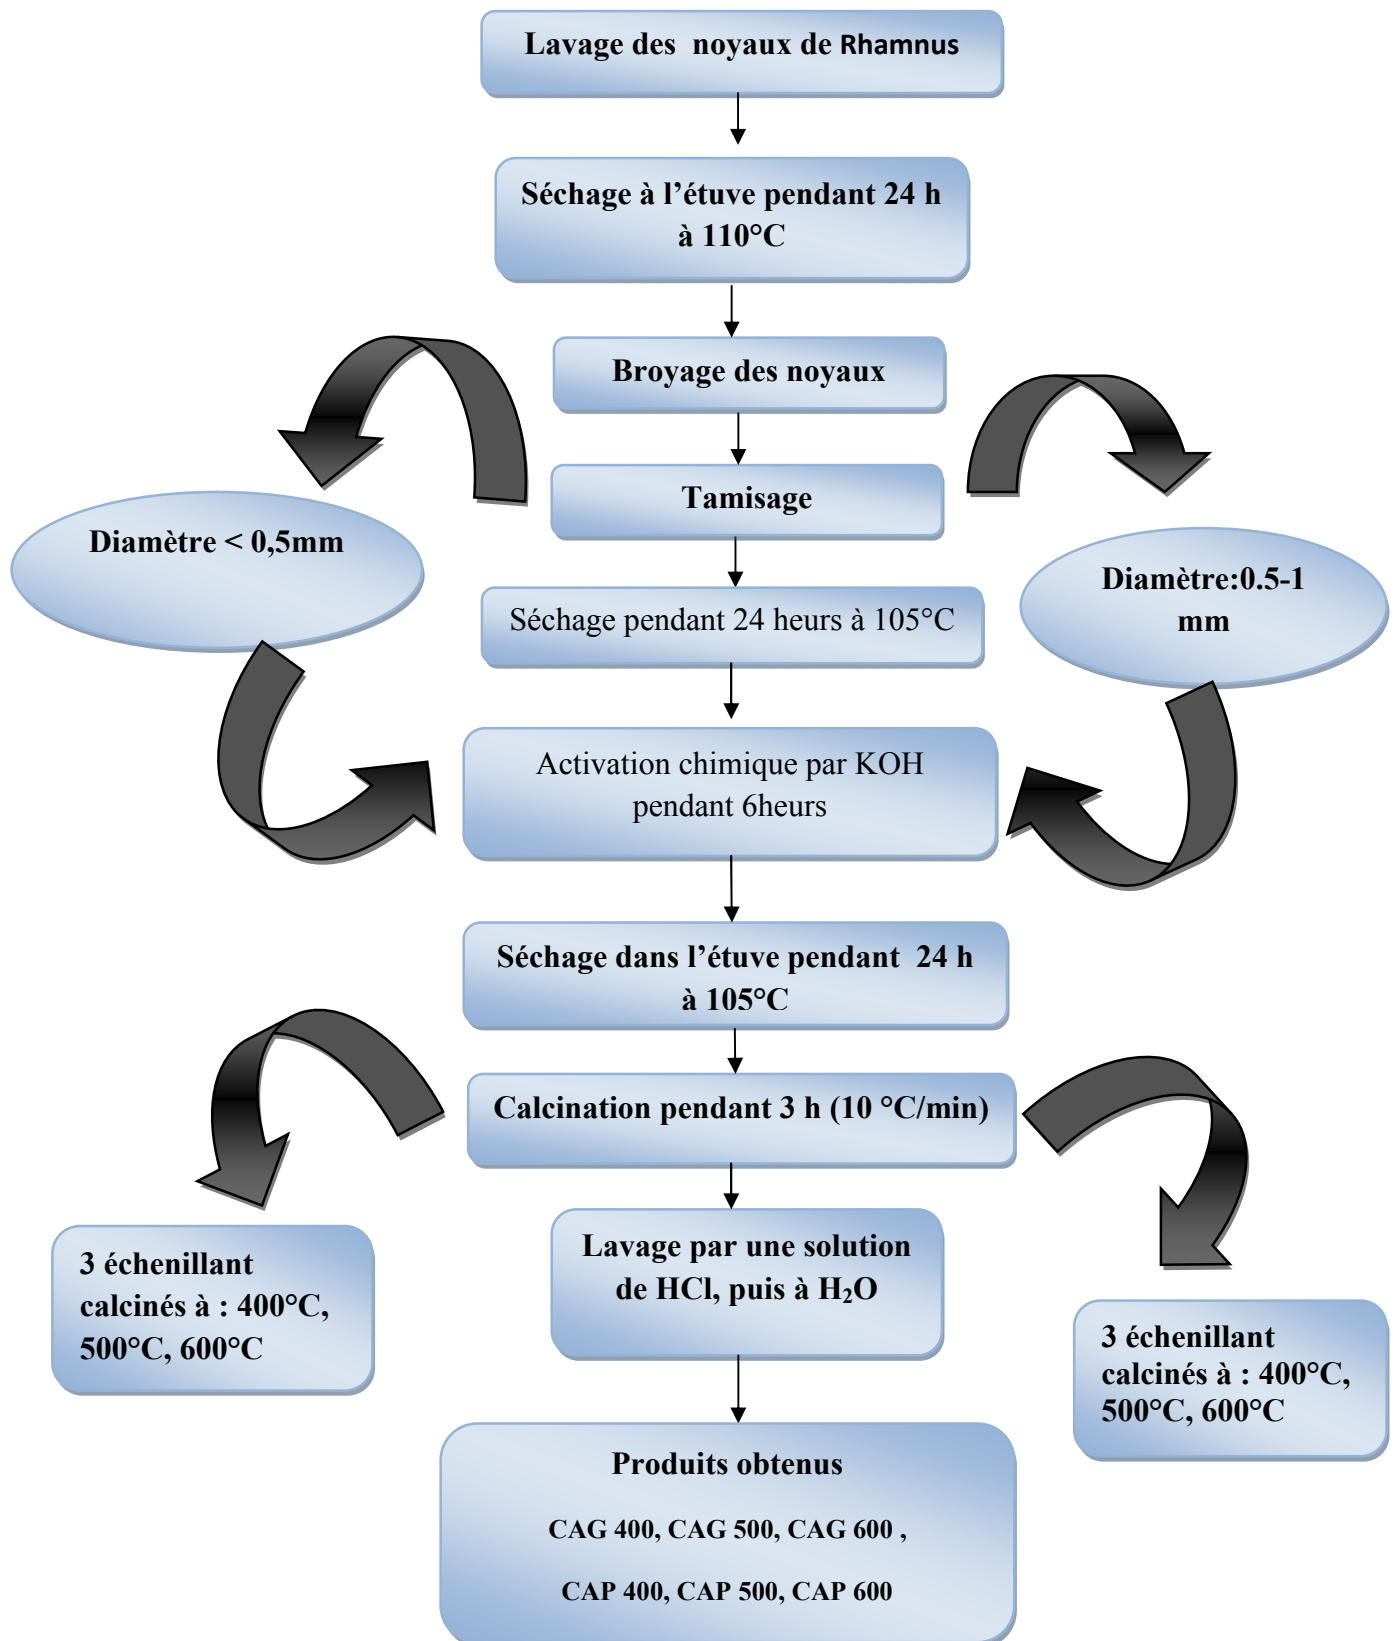 Lavage des  noyaux de Rhamnus
Séchage à l’étuve pendant 24 h
à 110°C
Broyage des noyaux
Tamisage
Diamètre < 0,5mm
Diamètre:0.5-1
mm
Séchage pendant 24 heurs à 105°C
Activation chimique par KOH
pendant 6heurs
Séchage dans l’étuve pendant  24 h
à 105°C
Calcination pendant 3 h (10 °C/min)
3 échenillant
calcinés à : 400°C,
500°C, 600°C
Lavage par une solution
de HCl, puis à H₂O
3 échenillant
calcinés à : 400°C,
500°C, 600°C
Produits obtenus
CAG 400, CAG 500, CAG 600 ,
CAP 400, CAP 500, CAP 600